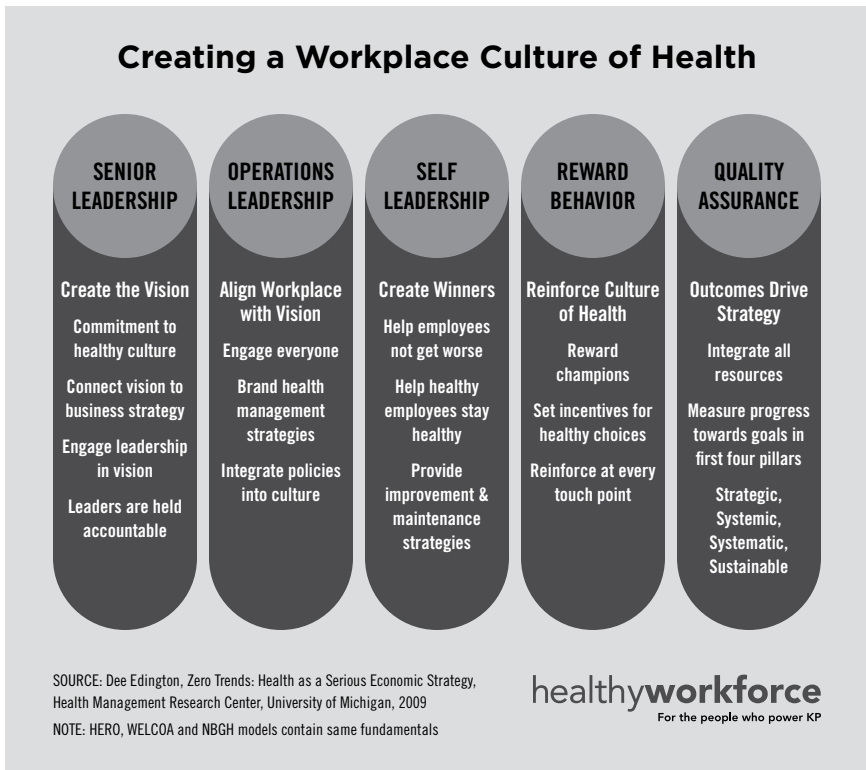 Creating a Workplace Culture of Health
SENIOR
LEADERSHIP
Create the Vision
Commitment to
healthy culture
Connect vision to
business strategy
Engage leadership
in vision
Leaders are held
accountable
OPERATIONS
LEADERSHIP
Align Workplace
with Vision
Engage everyone
Brand health
management
strategies
Integrate policies
into culture
SELF
LEADERSHIP
Create Winners
Help employees
not get worse
Help healthy
employees stay
healthy
Provide
improvement &
maintenance
strategies
REWARD
BEHAVIOR
Reinforce Culture
of Health
Reward
champions
Set incentives for
healthy choices
Reinforce at every
touch point
QUALITY
ASSURANCE
Outcomes Drive
Strategy
Integrate all
resources
Measure progress
towards goals in
first four pillars
Strategic,
Systemic,
Systematic,
Sustainable
SOURCE: Dee Edington, Zero Trends: Health as a Serious Economic Strategy,
Health Management Research Center, University of Michigan, 2009
NOTE: HERO, WELCOA and NBGH models contain same fundamentals
healthyworkforce
For the people who power KP